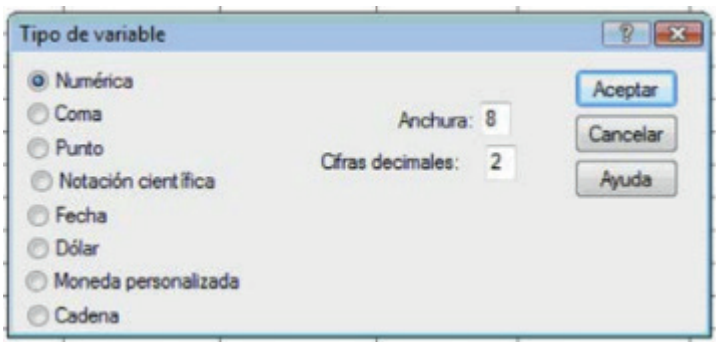 Tipo de variable
Numérica
Coma
Punto
Notación científica
Fecha
Dólar
Moneda personalizada
Cadena
Anchura: 8
Cifras decimales: 2
Aceptar
Cancelar
Ayuda